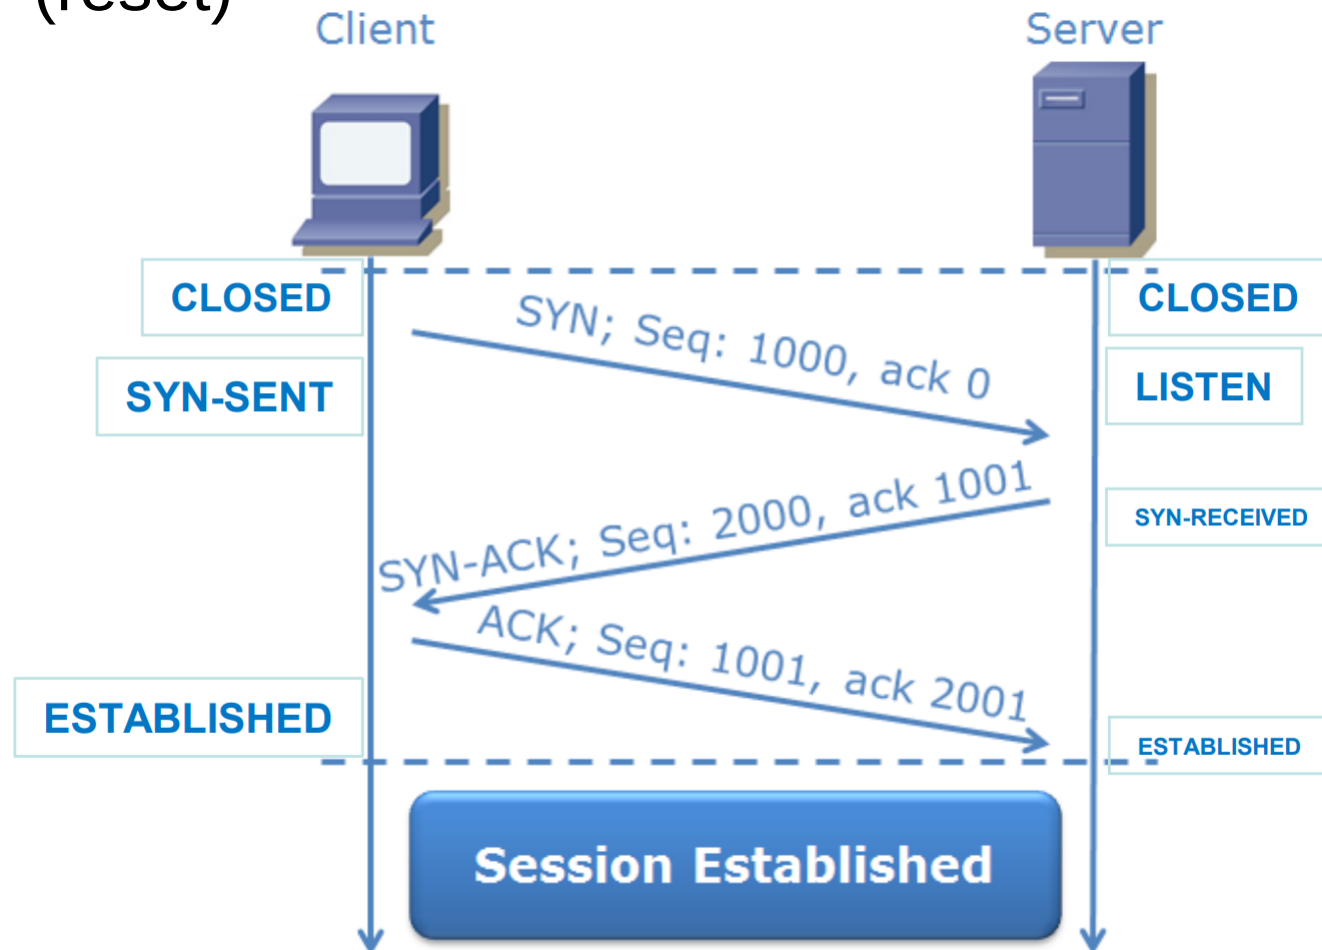 (reset)
Client
Server
CLOSED
CLOSED
SYN; Seq: 1000, ack 0
SYN-SENT
LISTEN
SYN-ACK; Seq: 2000, ack 1001
SYN-RECEIVED
ACK; Seq: 1001, ack 2001
ESTABLISHED
ESTABLISHED
Session Established